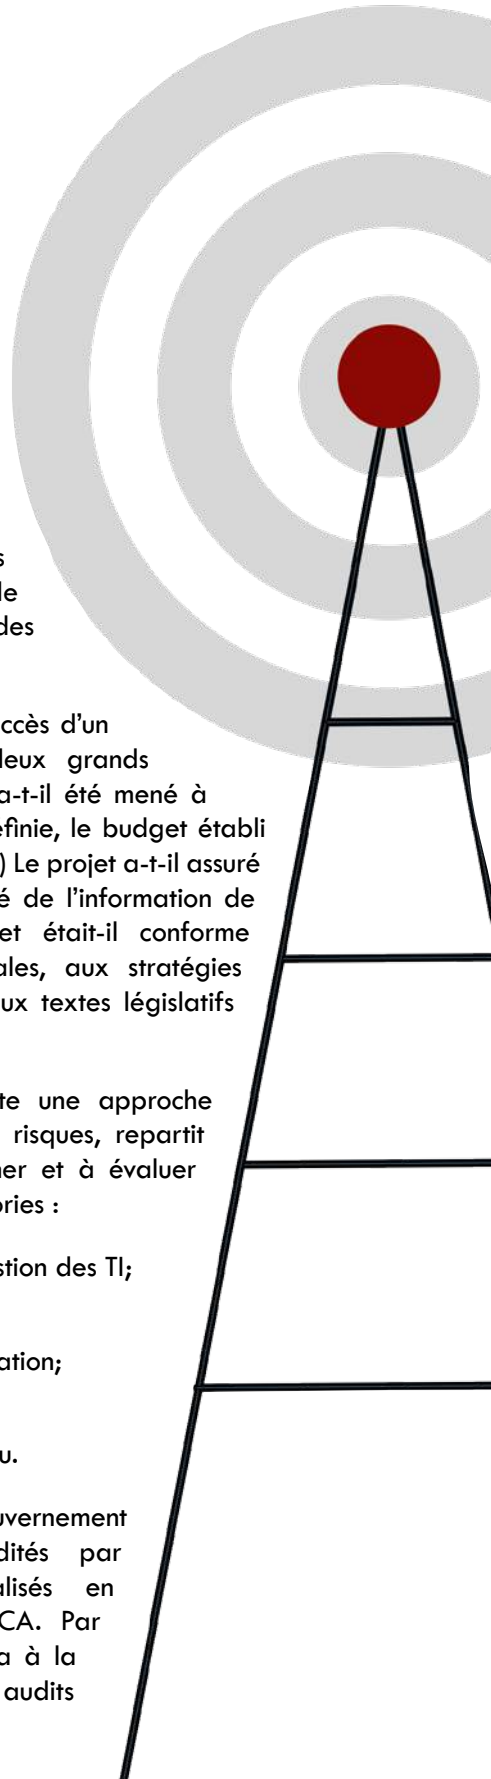 s
le
des
ccès d’un
deux grands
a-t-il été mené à
éfinie, le budget établi
) Le projet a-t-il assuré
é de l’information de
et était-il conforme
ales, aux stratégies
ux textes législatifs
te une approche
risques, repartit
ner et à évaluer
ories :
stion des TI;
ation;
u.
uvernement
dités par
alisés en
CA. Par
a à la
audits